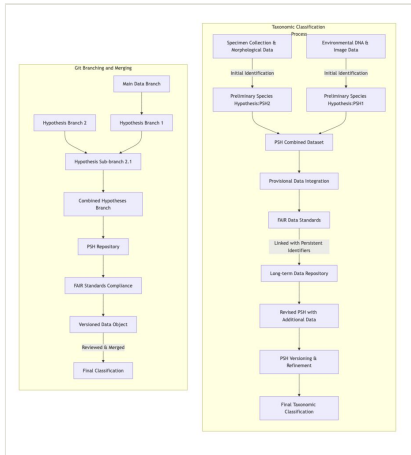 Git Branching and Merging
Main Data Branch
Hypothesis Branch 2
Hypothesis Branch 1
Hypothesis Sub-branch 2.1
Combined Hypotheses
Branch
PSH Repository
FAIR Standards Compliance
Versioned Data Object
Reviewed & Merged
Final Classification
Taxonomic Classification
Process
Specimen Collection &
Morphological Data
Environmental DNA &
Image Data
Initial Identification
Initial Identification
Preliminary Species
Hypothesis:PSH2
Preliminary Species
Hypothesis:PSH1
PSH Combined Dataset
Provisional Data Integration
FAIR Data Standards
Linked with Persistent
Identifiers
Long-term Data Repository
Revised PSH with
Additional Data
PSH Versioning &
Refinement
Final Taxonomic
Classification